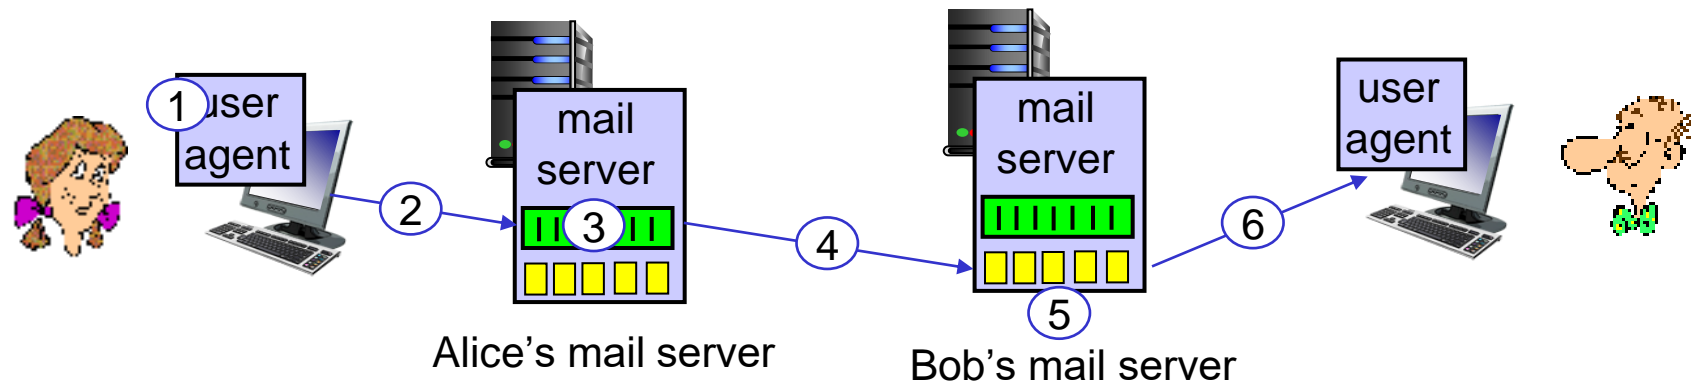 1
user
agent
2
mail
server
3
Alice's mail server
4
mail
server
5
Bob's mail server
6
user
agent